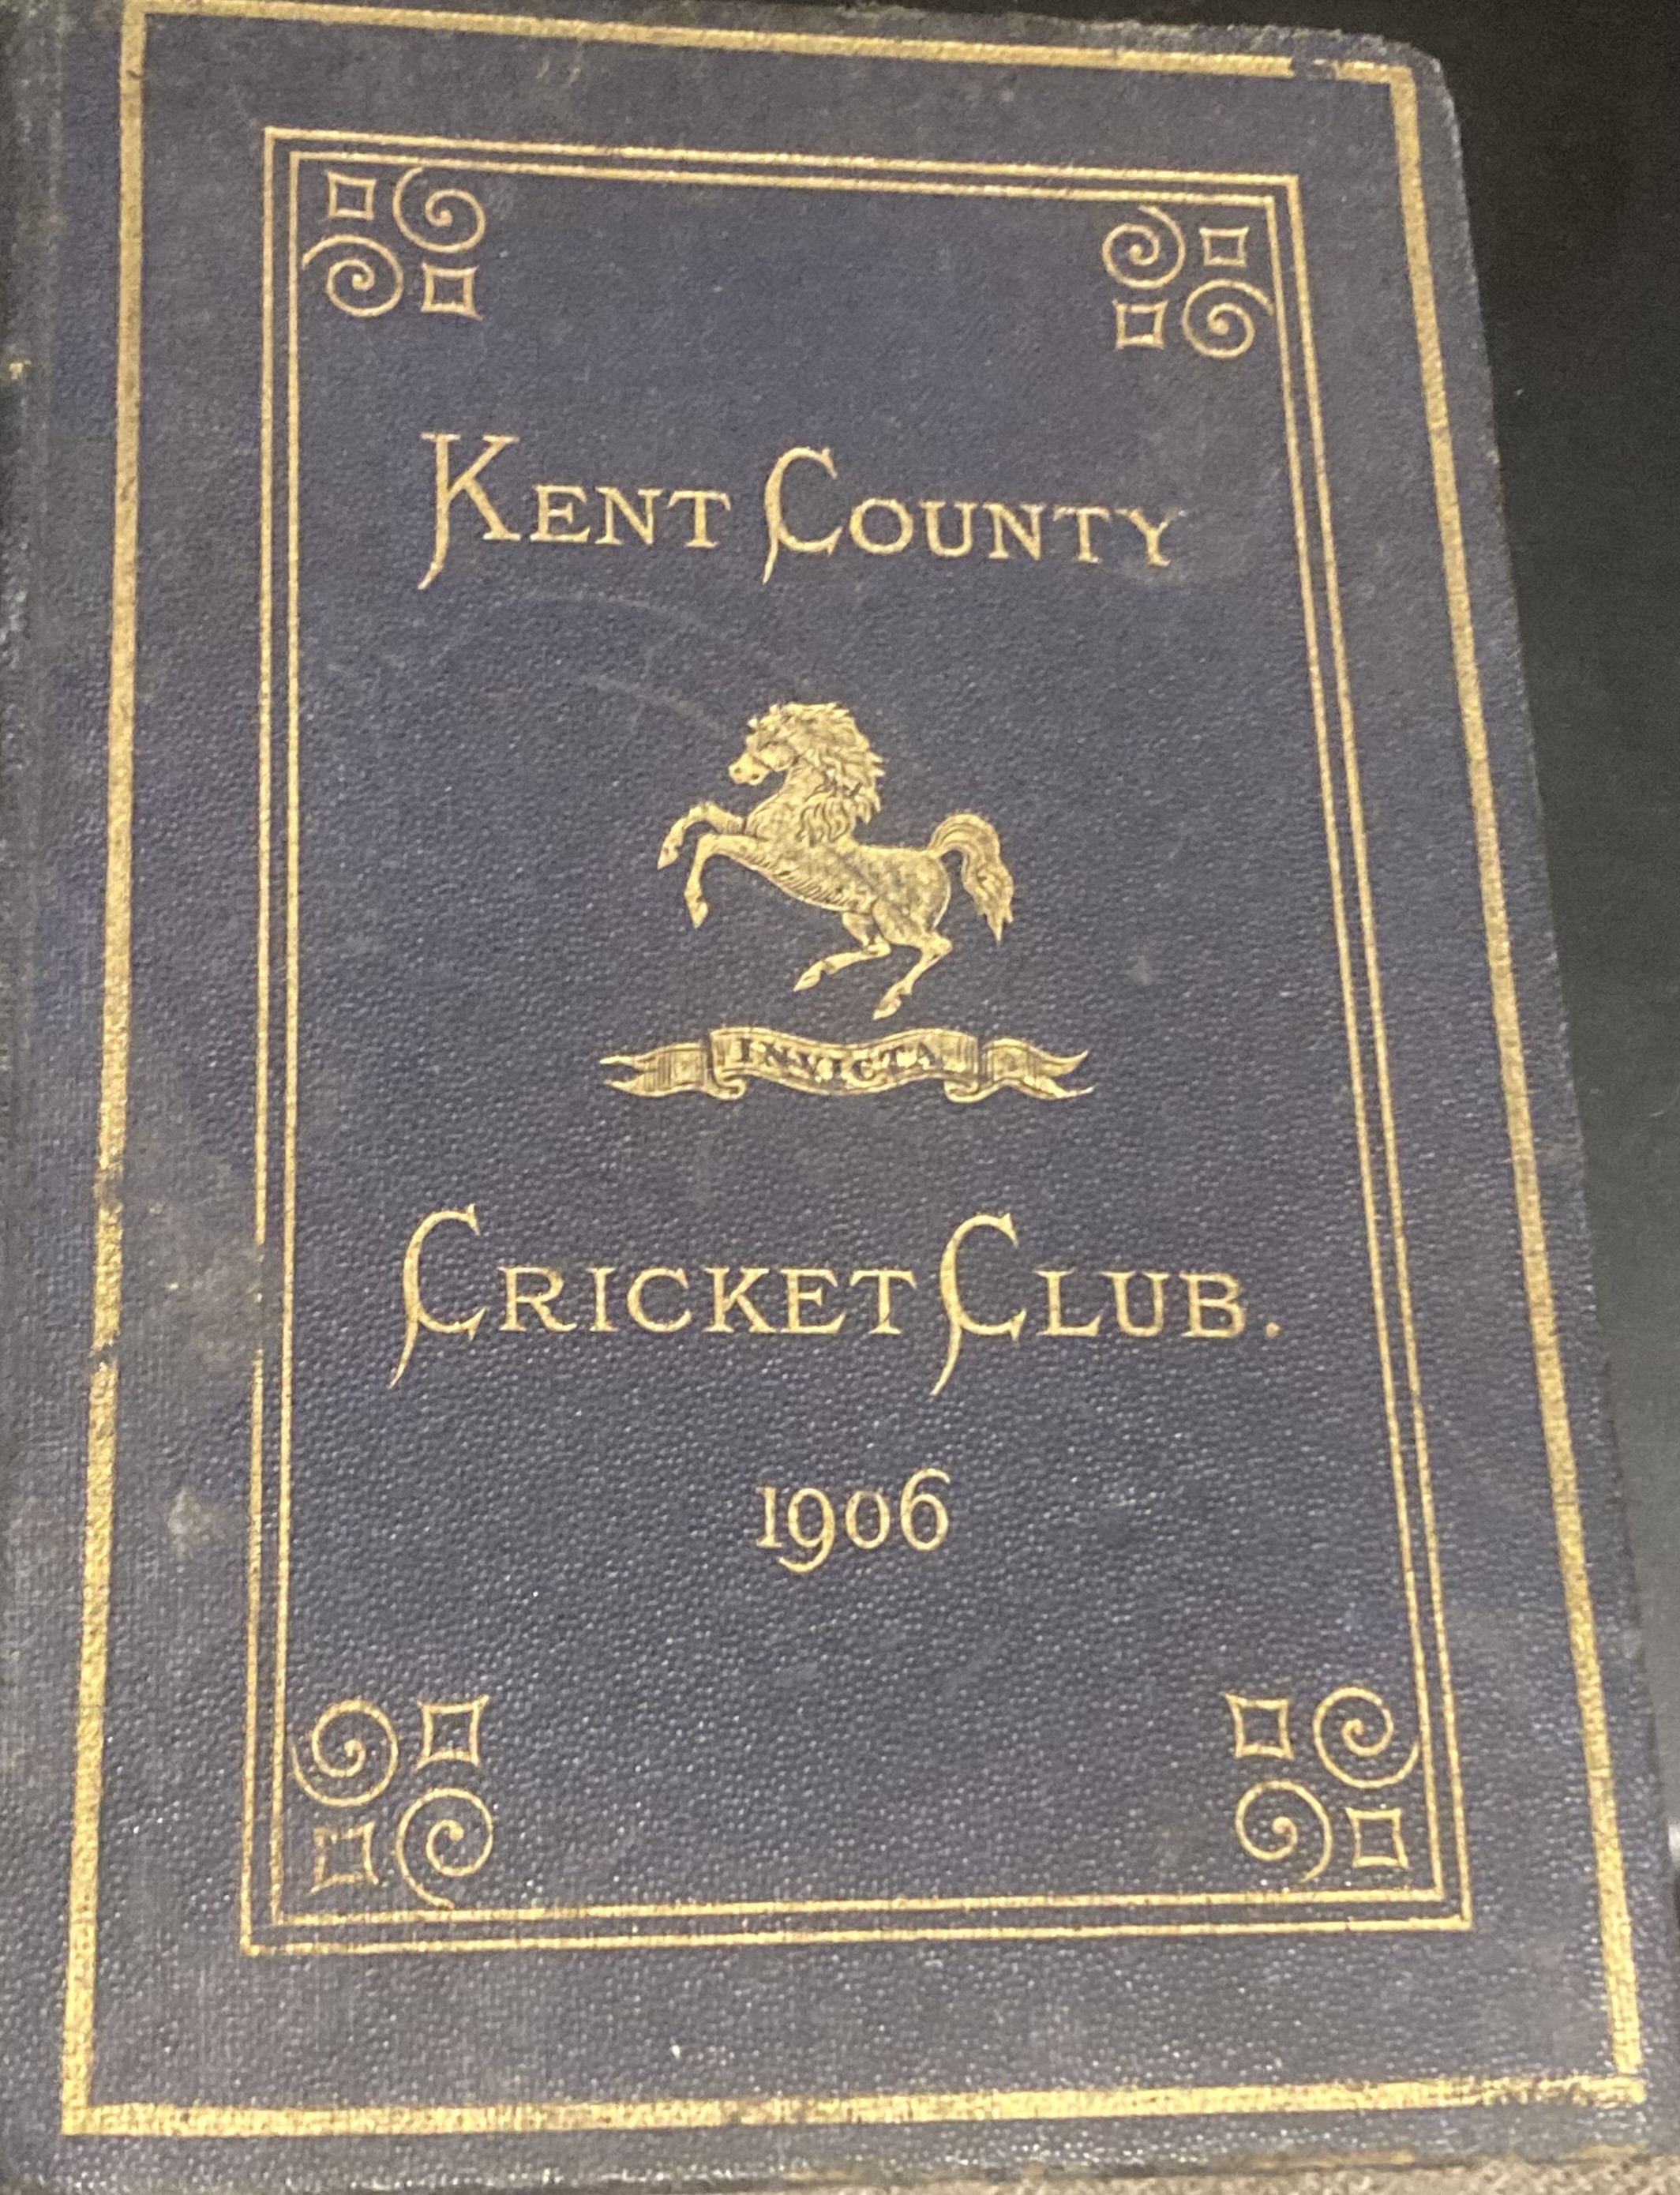 KENT COUNTY
INVICTA
CRICKET CLUB.
1906